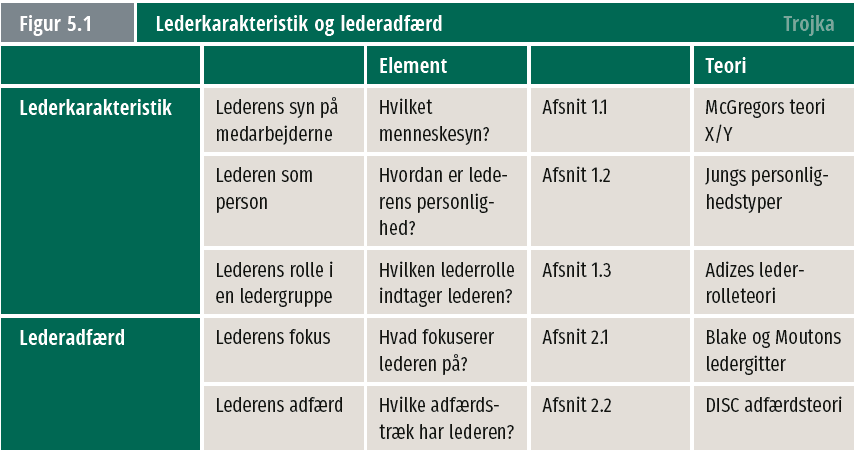 Figur 5.1 Lederkarakteristik og lederadfærd Trojka
Element Teori
Lederkarakteristik
Lederens syn på
medarbejderne
Hvilket
menneskesyn?
Afsnit 1.1
McGregors teori
X/Y
Lederen som
person
Hvordan er lede-
rens personlig-
hed?
Afsnit 1.2
Jungs personlig-
hedstyper
Lederens rolle i
en ledergruppe
Hvilken lederrolle
indtager lederen?
Afsnit 1.3
Adizes leder-
rolleteori
Lederadfærd
Lederens fokus
Hvad fokuserer
lederen på?
Afsnit 2.1
Blake og Moutons
ledergitter
Lederens adfærd
Hvilke adfærds-
træk har lederen?
Afsnit 2.2
DISC adfærdsteori